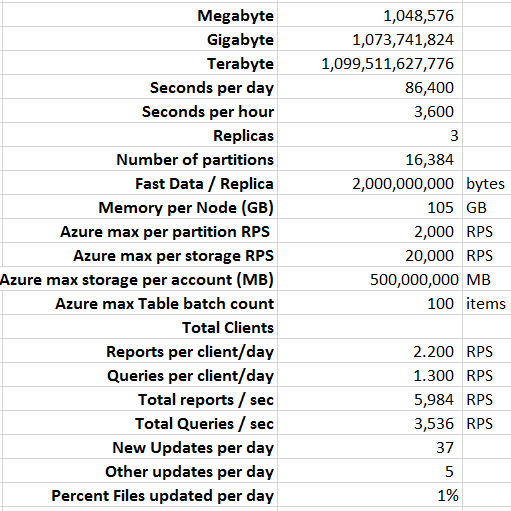 Megabyte 1,048,576
Gigabyte 1,073,741,824
Terabyte 1,099,511,627,776
Seconds per day 86,400
Seconds per hour 3,600
Replicas 3
Number of partitions 16,384
Fast Data / Replica 2,000,000,000 bytes
Memory per Node (GB) 105 GB
Azure max per partition RPS 2,000 RPS
Azure max per storage RPS 20,000 RPS
Azure max storage per account (MB) 500,000,000 MB
Azure max Table batch count 100 items
Total Clients
Reports per client/day 2.200 RPS
Queries per client/day 1.300 RPS
Total reports / sec 5,984 RPS
Total Queries / sec 3,536 RPS
New Updates per day 37
Other updates per day 5
Percent Files updated per day 1%